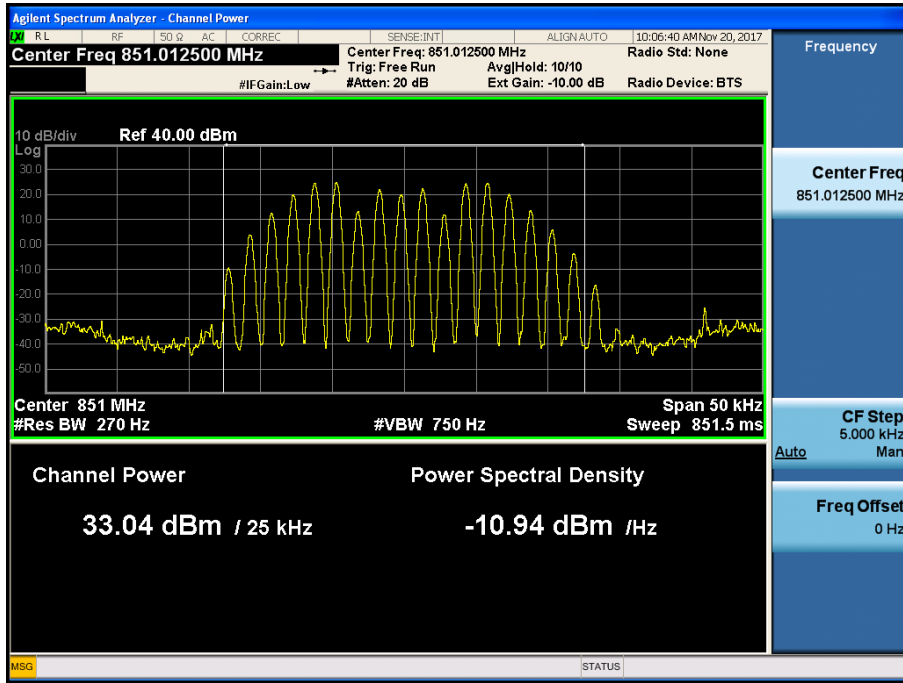 Agilent Spectrum Analyzer - Channel Power
LXI RL RF 50 Ω AC CORREC SENSE:INT ALIGN AUTO 10:06:40 AM Nov 20, 2017
Center Freq 851.012500 MHz
Center Freq: 851.012500 MHz Radio Std: None
Trig: Free Run Avg|Hold: 10/10
#IFGain:Low #Atten: 20 dB Ext Gain: -10.00 dB Radio Device: BTS
10 dB/div Ref 40.00 dBm
Log
30.0
20.0
10.0
0.00
-10.0
-20.0
-30.0
-40.0
-50.0
Center 851 MHz Span 50 kHz
#Res BW 270 Hz #VBW 750 Hz Sweep 851.5 ms
Channel Power Power Spectral Density
33.04 dBm / 25 kHz -10.94 dBm /Hz
MSG STATUS
Frequency
Center Freq
851.012500 MHz
CF Step
5.000 kHz
Auto Man
Freq Offset
0 Hz